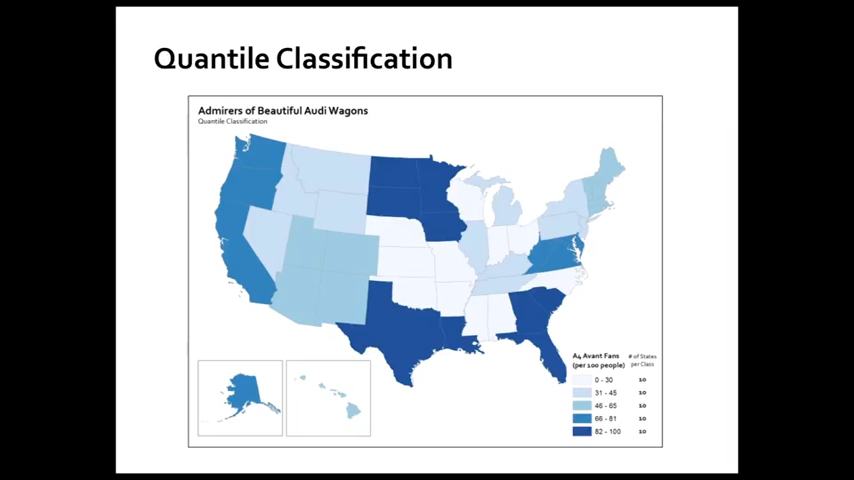 Quantile Classification
Admirers of Beautiful Audi Wagons
Quantile Classification
A4 Avant Fans # of States
(per 100 people) per Class
0 - 30 10
31 - 45 10
46 - 65 10
66 - 81 10
82 - 100 10